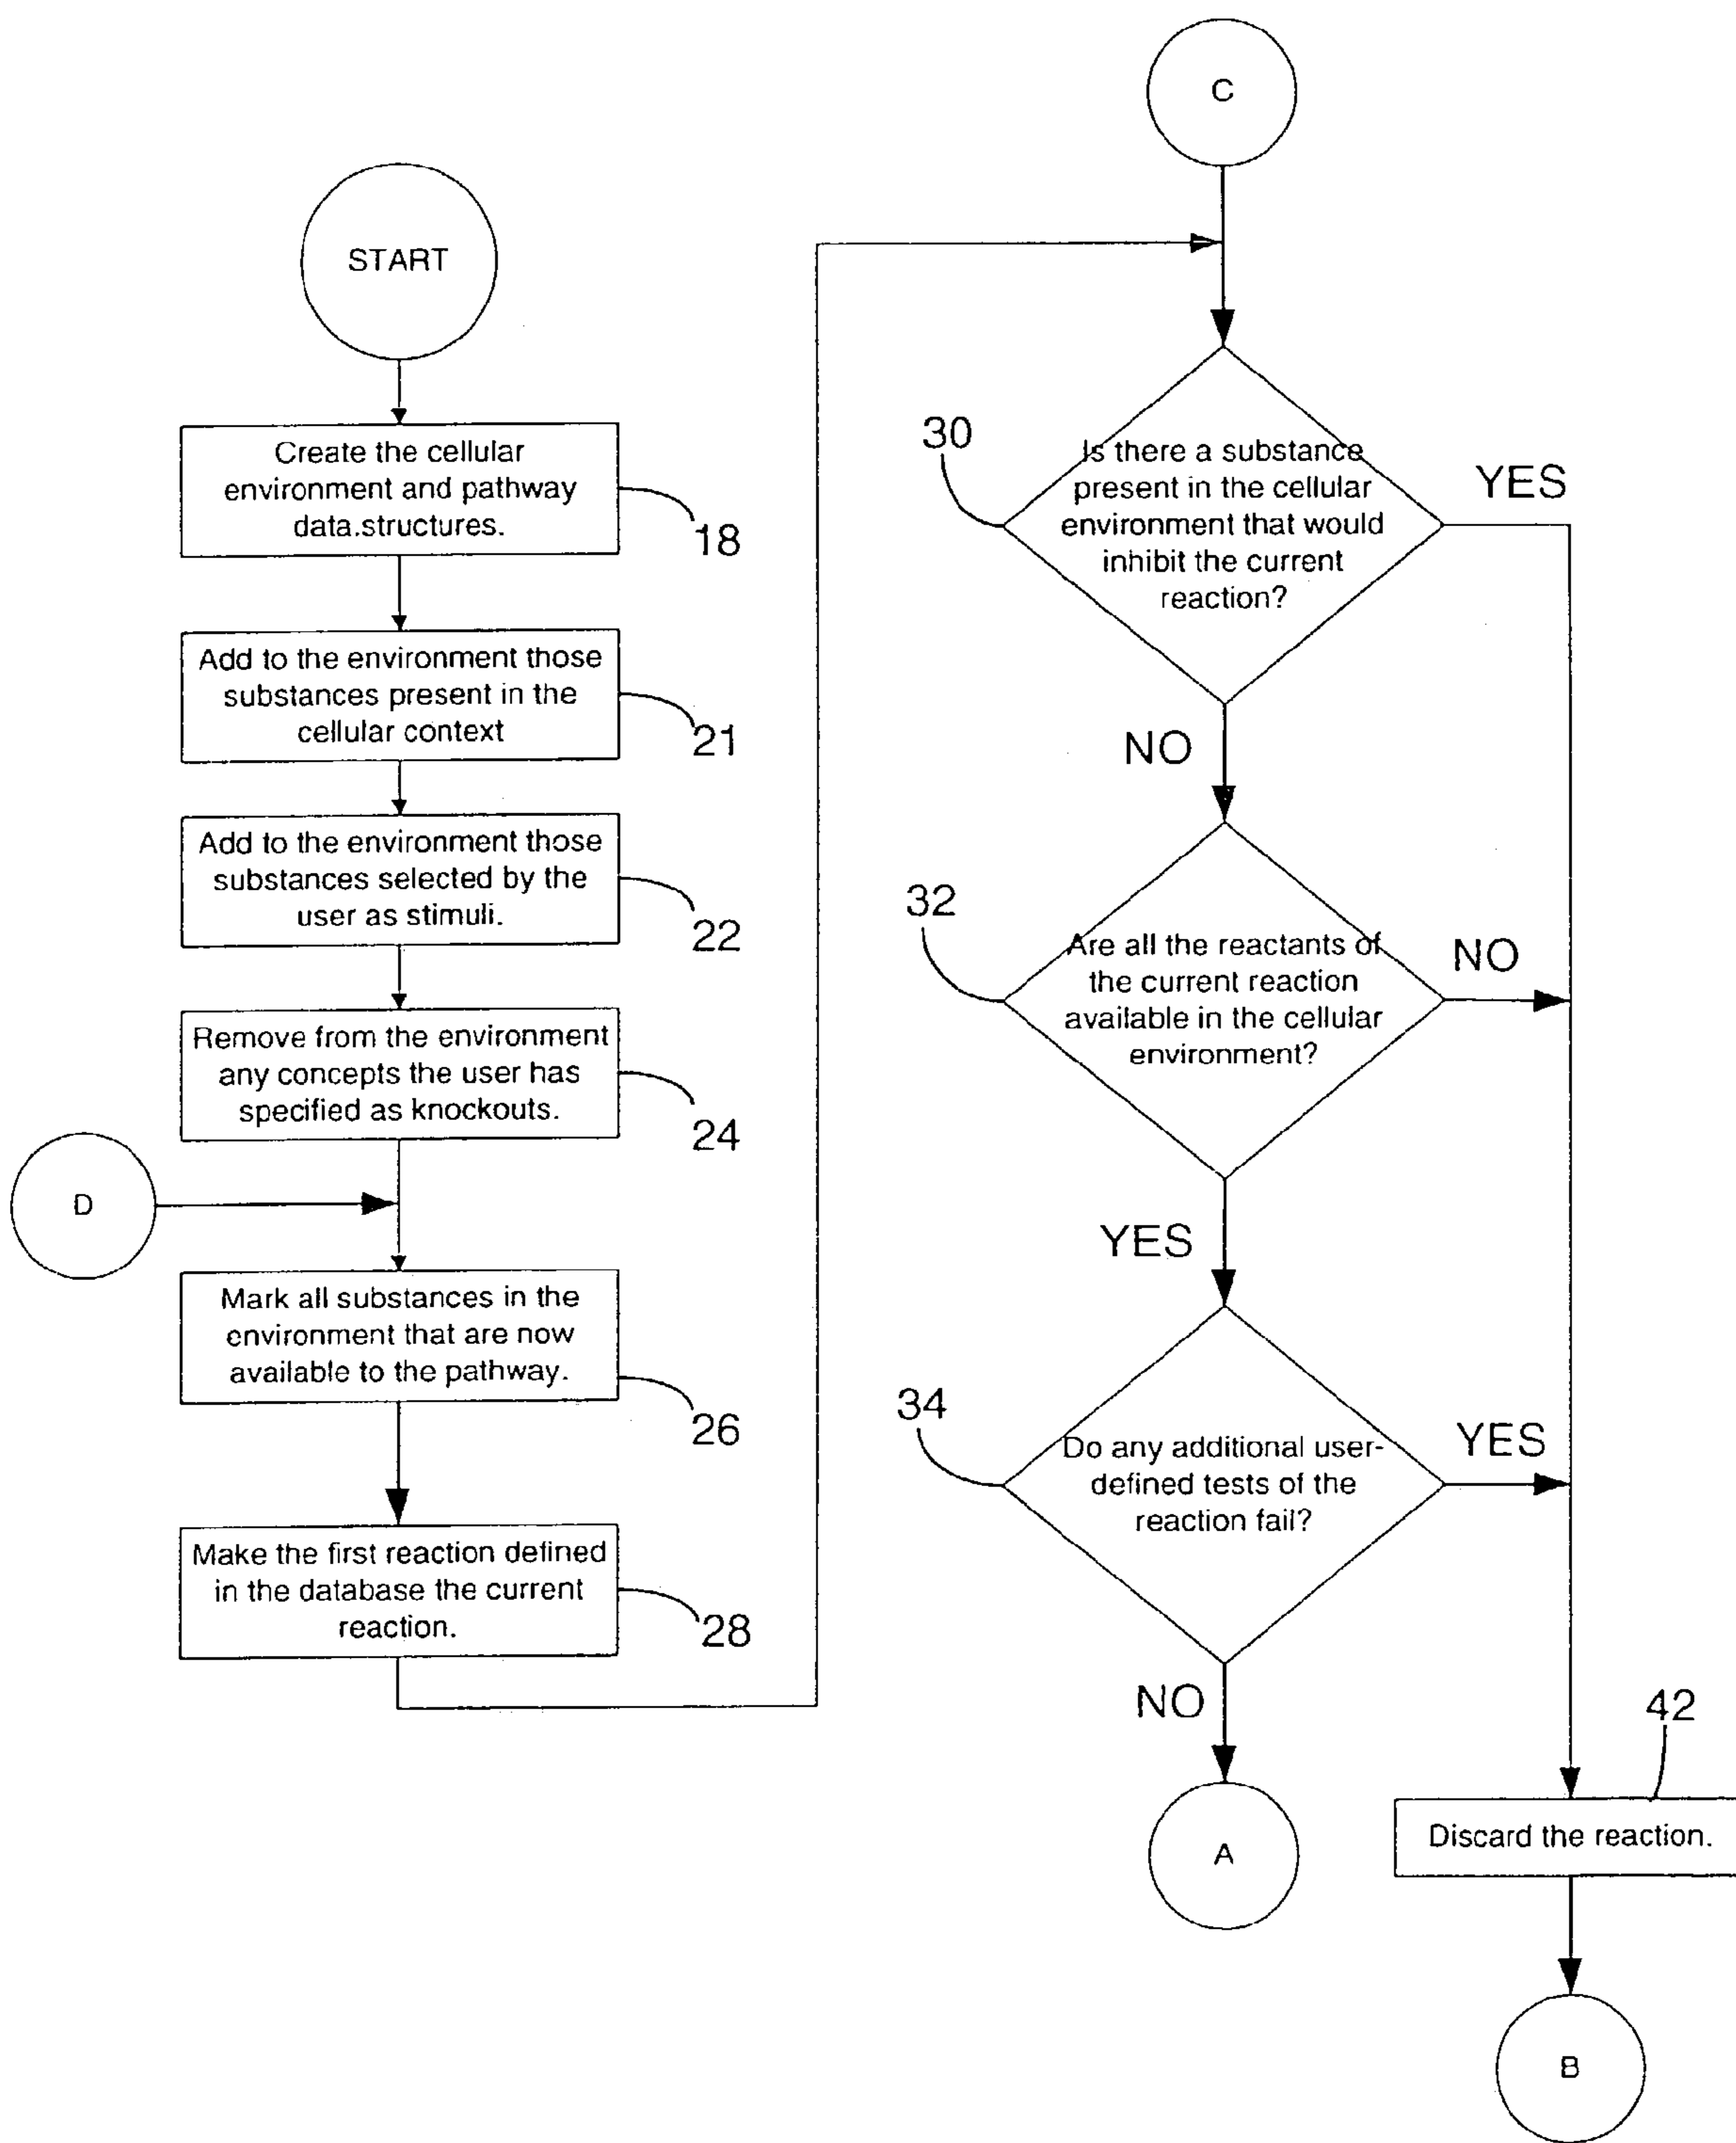 START
Create the cellular
environment and pathway
data.structures.
18
Add to the environment those
substances present in the
cellular context
21
Add to the environment those
substances selected by the
user as stimuli.
22
Remove from the environment
any concepts the user has
specified as knockouts.
24
D
Mark all substances in the
environment that are now
available to the pathway.
26
Make the first reaction defined
in the database the current
reaction.
28
C
30
Is there a substance
present in the cellular
environment that would
inhibit the current
reaction?
YES
NO
32
Are all the reactants of
the current reaction
available in the cellular
environment?
NO
YES
34
Do any additional user-
defined tests of the
reaction fail?
YES
NO
42
A
Discard the reaction.
B